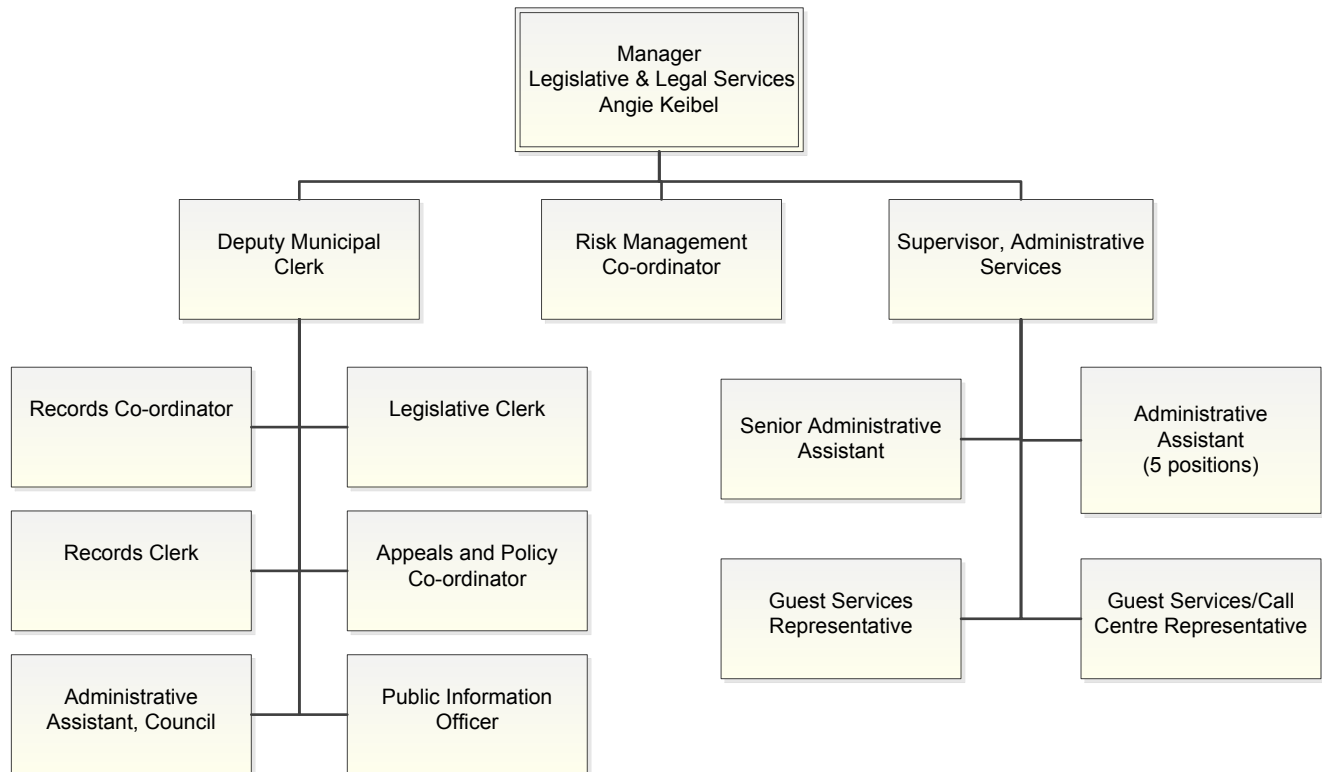 Manager
Legislative & Legal Services
Angie Keibel
Deputy Municipal
Clerk
Risk Management
Co-ordinator
Supervisor, Administrative
Services
Records Co-ordinator
Legislative Clerk
Senior Administrative
Assistant
Administrative
Assistant
(5 positions)
Records Clerk
Appeals and Policy
Co-ordinator
Guest Services
Representative
Guest Services/Call
Centre Representative
Administrative
Assistant, Council
Public Information
Officer